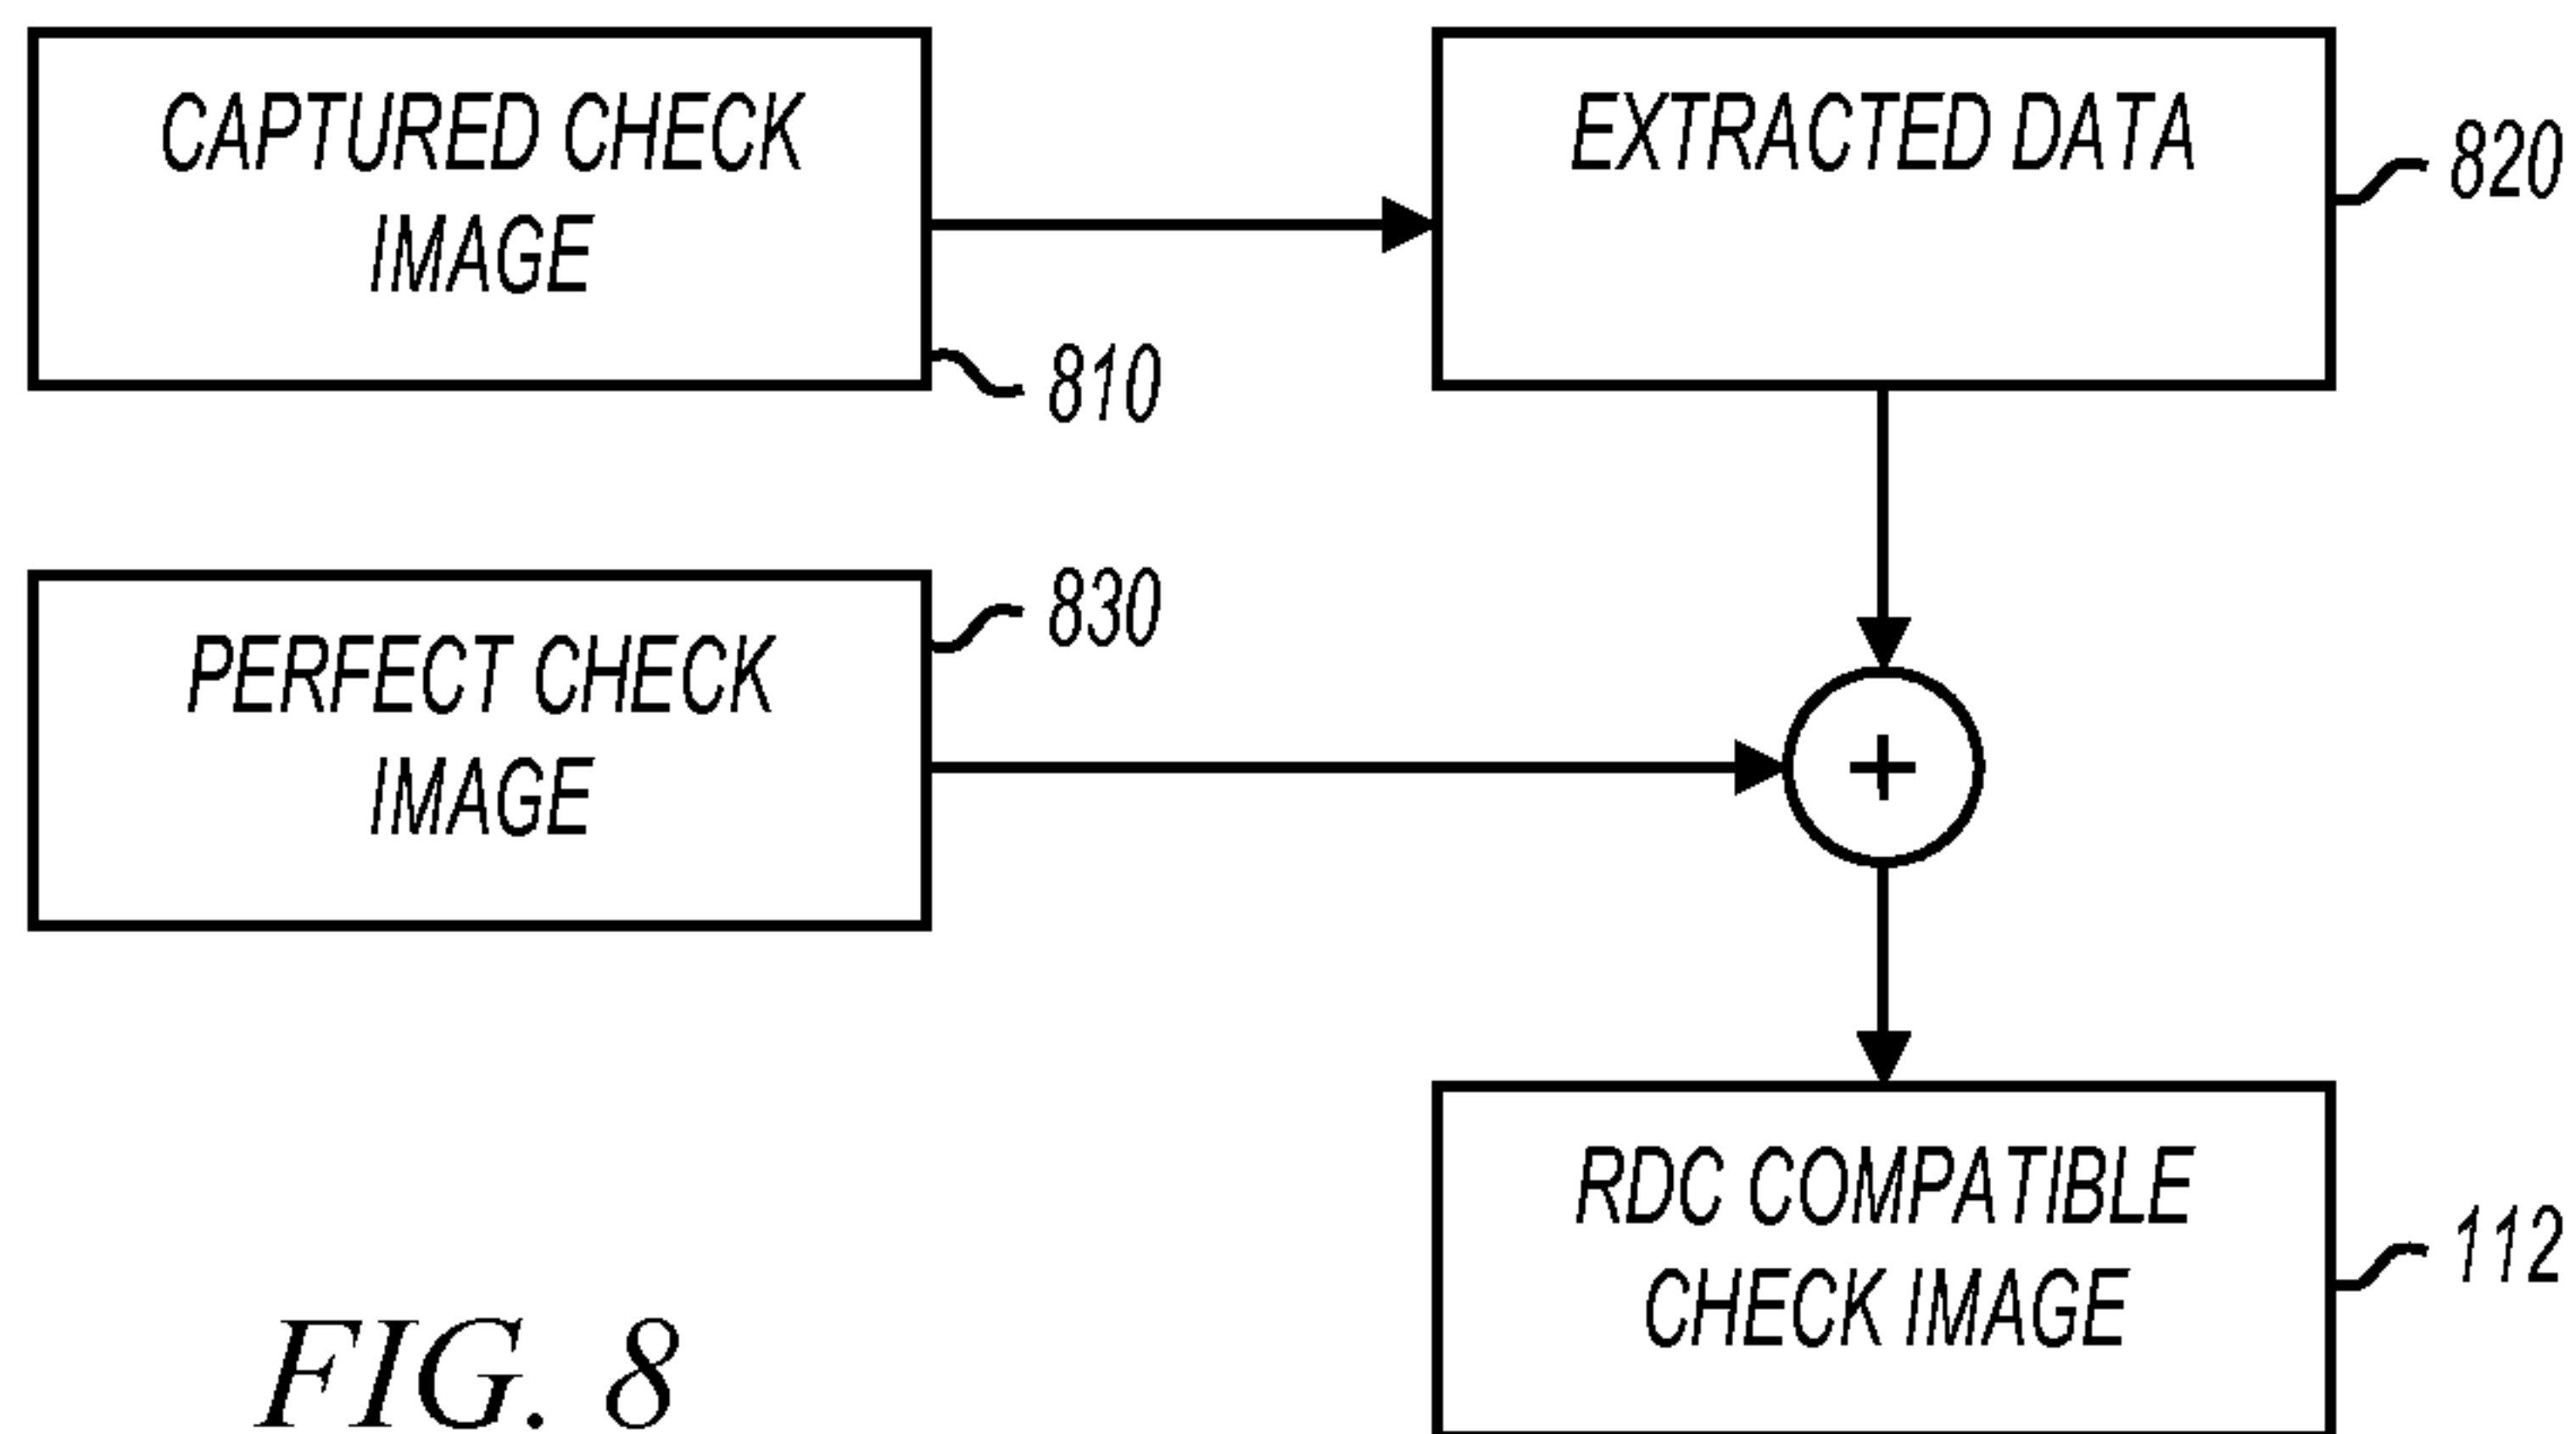 CAPTURED CHECK
IMAGE
810
EXTRACTED DATA
820
PERFECT CHECK
IMAGE
830
+
RDC COMPATIBLE
CHECK IMAGE
112
FIG. 8